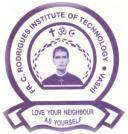 FR. C. RODRIGUES INSTITUTE OF TECHNOLOGY • VASHI •
LOVE YOUR NEIGHBOUR
AS YOURSELF